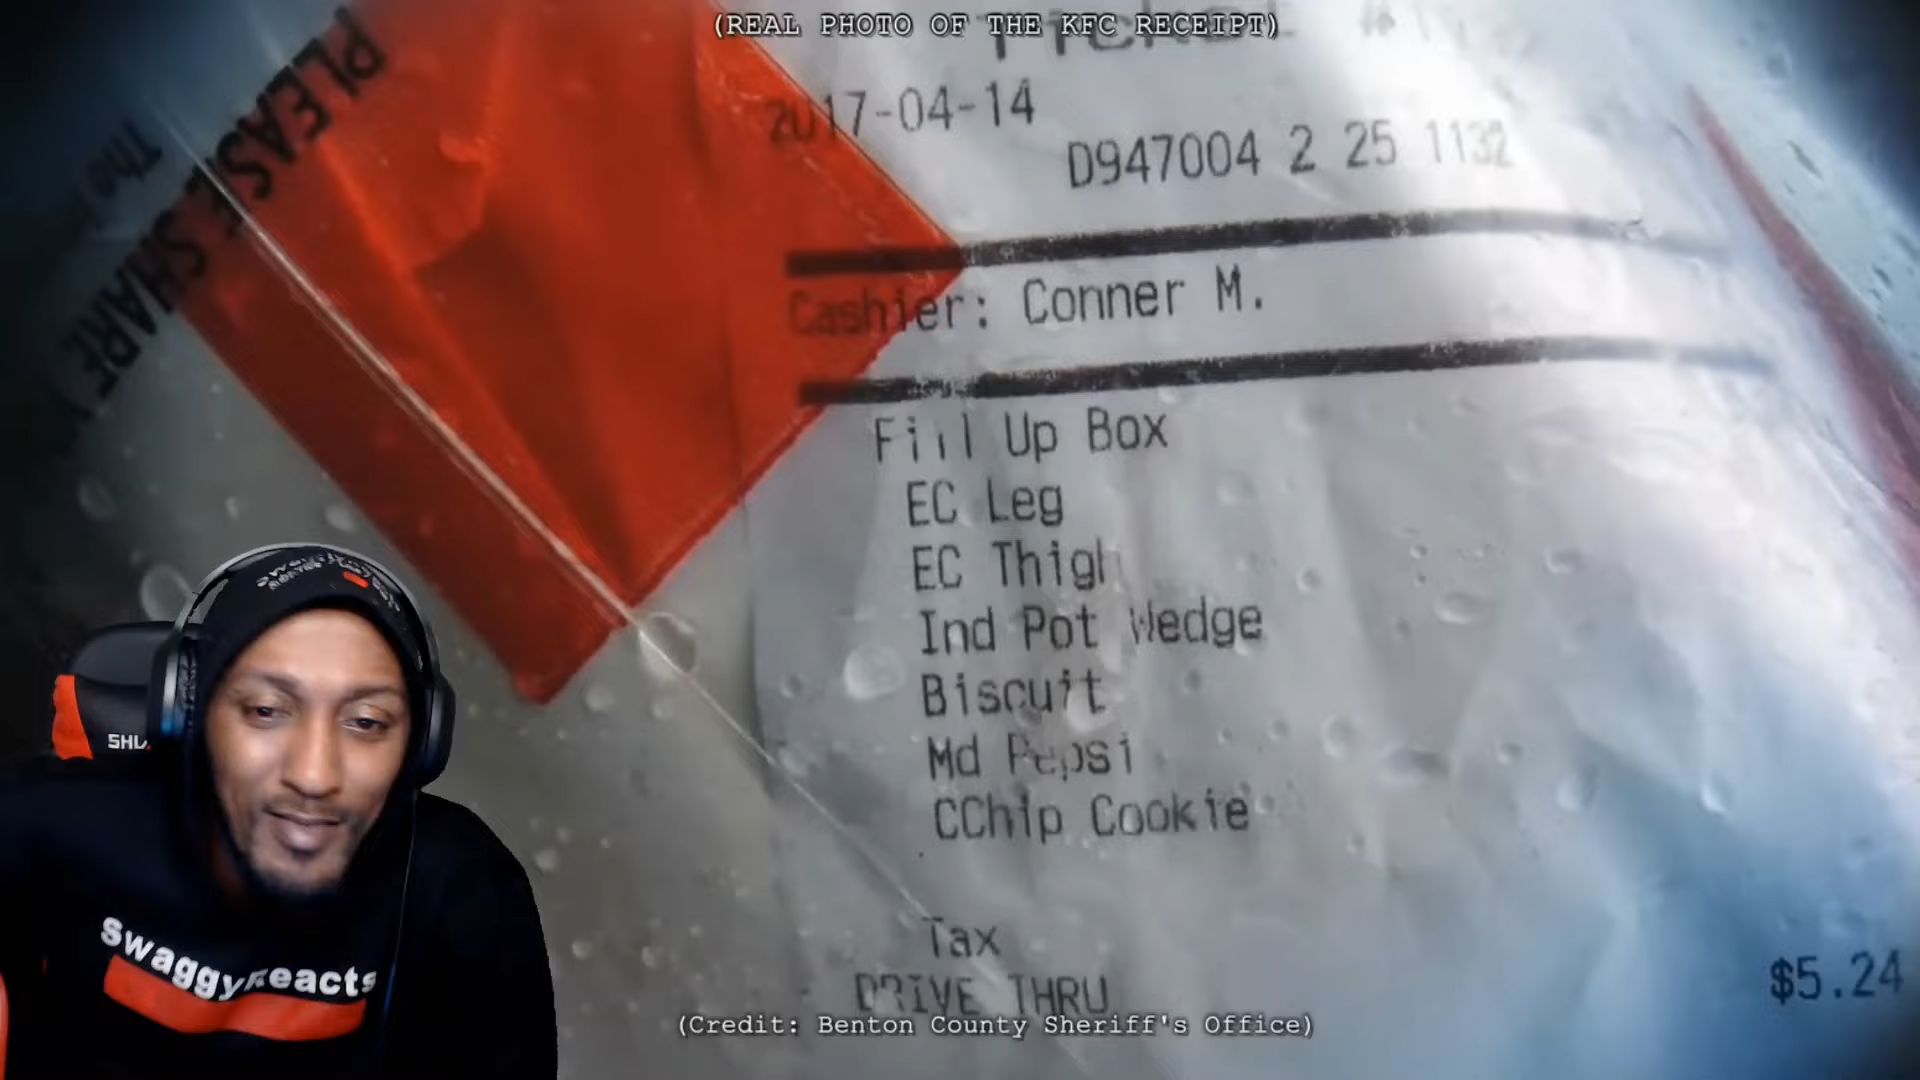 (REAL PHOTO OF THE KFC RECEIPT)
PLEASE SHARE
The
2017-04-14
D947004 2 25 1132
Cashier: Conner M.
Fill Up Box
EC Leg
EC Thigh
Ind Pot Wedge
Biscuit
Md Pepsi
CChip Cookie
Tax
$5.24
DRIVE THRU
(Credit: Benton County Sheriff's Office)
swaggyreacts